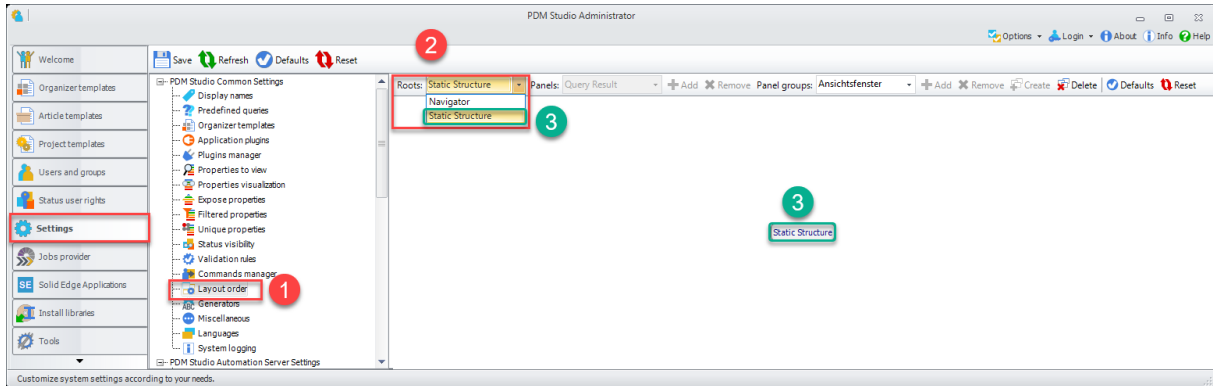 PDM Studio Administrator
Options Login About Info Help
Welcome
Organizer templates
Article templates
Project templates
Users and groups
Status user rights
Settings
Jobs provider
SE Solid Edge Applications
Install libraries
Tools
Save Refresh Defaults Reset
PDM Studio Common Settings
Display names
Predefined queries
Organizer templates
Application plugins
Plugins manager
Properties to view
Properties visualization
Expose properties
Filtered properties
Unique properties
Status visibility
Validation rules
Commands manager
Layout order
1
ABC Generators
Miscellaneous
Languages
System logging
PDM Studio Automation Server Settings
2
Roots: Static Structure Panels: Query Result Add Remove Panel groups: Ansichtsfenster Add Remove Create Delete Defaults Reset
Navigator
Static Structure
3
3
Static Structure
Customize system settings according to your needs.